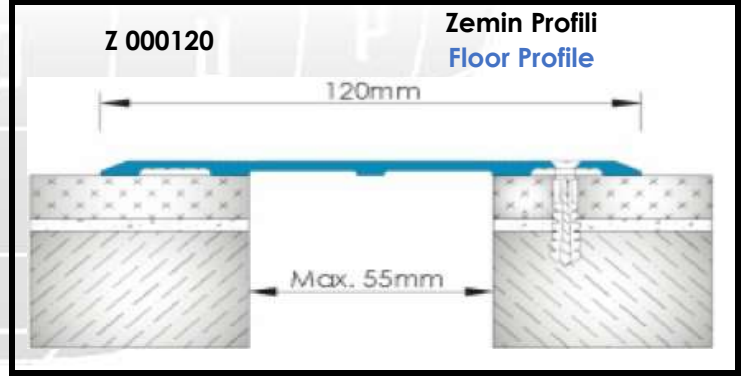 Z 000120
Zemin Profili
Floor Profile
120mm
Max. 55mm